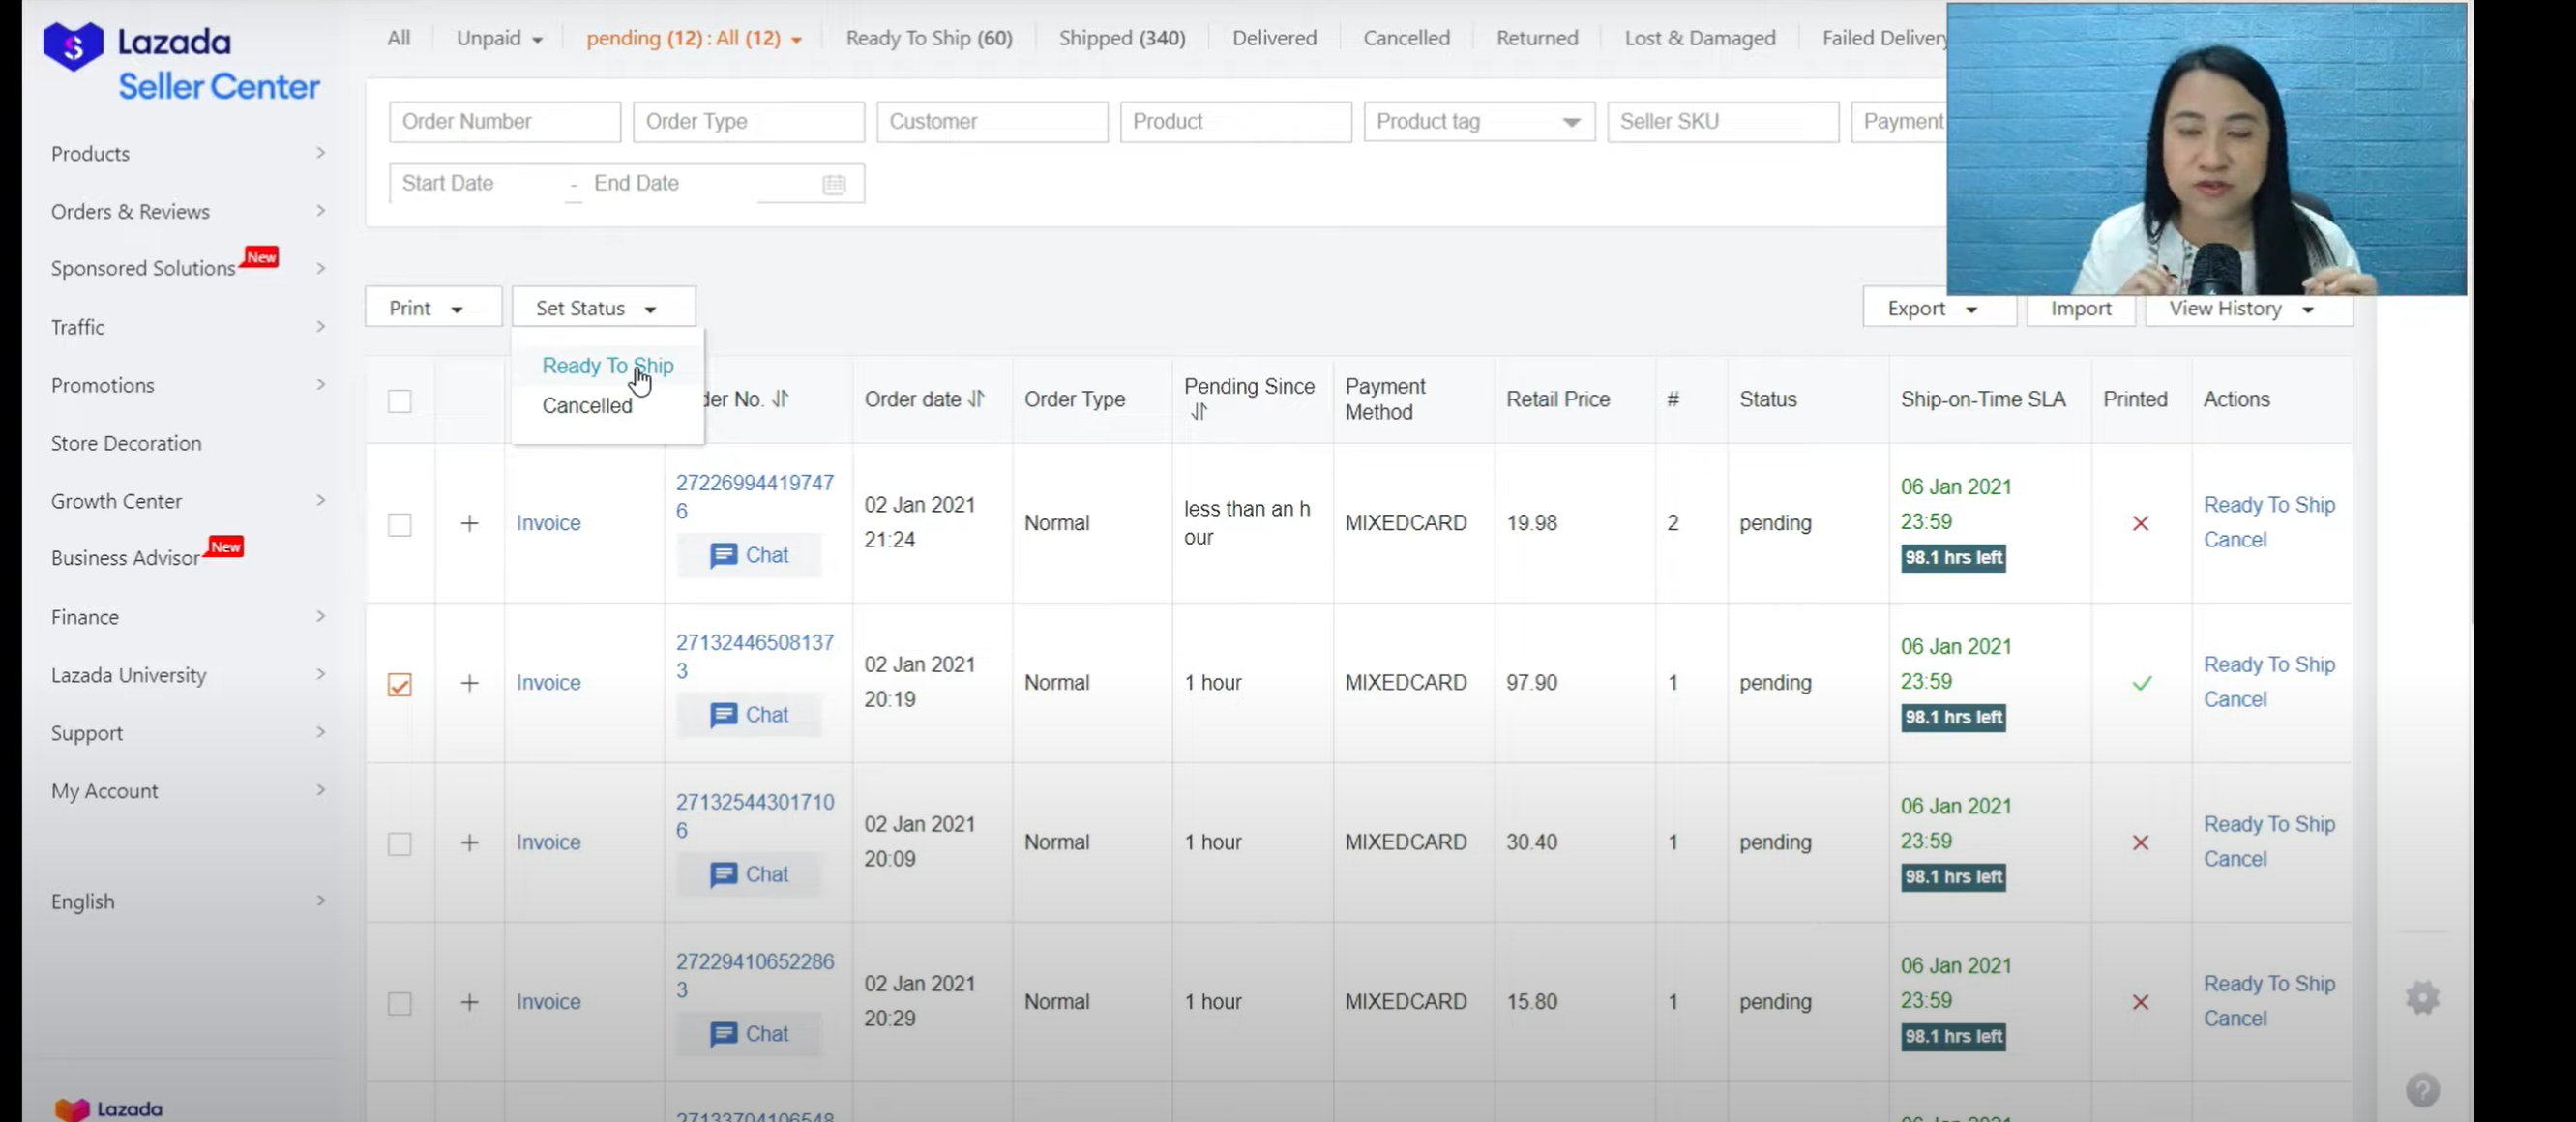 Lazada
Seller Center
All Unpaid pending (12) : All (12) Ready To Ship (60) Shipped (340) Delivered Cancelled Returned Lost & Damaged Failed Delivery
Order Number Order Type Customer Product Product tag Seller SKU Payment
Start Date - End Date
Products
Orders & Reviews
Sponsored Solutions New
Traffic
Promotions
Store Decoration
Growth Center
Business Advisor New
Finance
Lazada University
Support
My Account
English
Lazada
Print Set Status Export Import View History
Ready To Ship
Cancelled
der No. Order date Order Type Pending Since Payment Method Retail Price # Status Ship-on-Time SLA Printed Actions
Invoice
27226994419747
6
Chat
02 Jan 2021
21:24
Normal
less than an h
our
MIXEDCARD
19.98
2
pending
06 Jan 2021
23:59
98.1 hrs left
Ready To Ship
Cancel
Invoice
27132446508137
3
Chat
02 Jan 2021
20:19
Normal
1 hour
MIXEDCARD
97.90
1
pending
06 Jan 2021
23:59
98.1 hrs left
Ready To Ship
Cancel
Invoice
27132544301710
6
Chat
02 Jan 2021
20:09
Normal
1 hour
MIXEDCARD
30.40
1
pending
06 Jan 2021
23:59
98.1 hrs left
Ready To Ship
Cancel
Invoice
27229410652286
3
Chat
02 Jan 2021
20:29
Normal
1 hour
MIXEDCARD
15.80
1
pending
06 Jan 2021
23:59
98.1 hrs left
Ready To Ship
Cancel